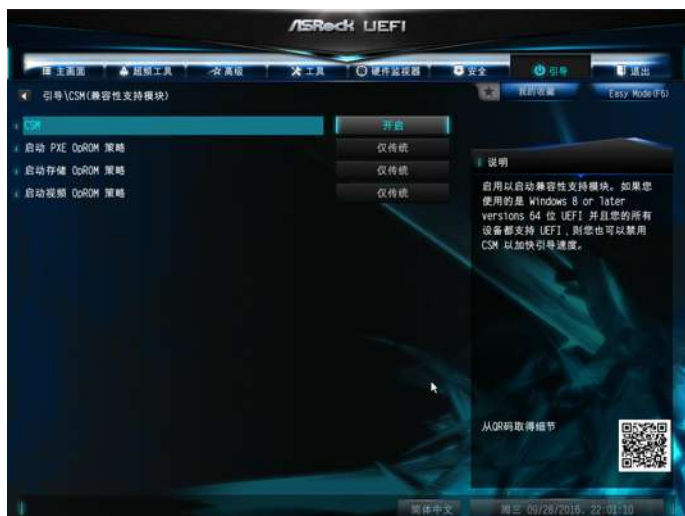 ASRock UEFI
主画面 超频工具 高级 工具 硬件监视器 安全 引导 退出
引导\CSM(兼容性支持模块)
我的收藏 Easy Mode(F6)
CSM 开启
启动 PXE OpROM 策略 仅传统
启动存储 OpROM 策略 仅传统
启动视频 OpROM 策略 仅传统
说明
启用以启动兼容性支持模块。如果您
使用的是 Windows 8 or later
versions 64 位 UEFI 并且您的所有
设备都支持 UEFI，则您也可以禁用
CSM 以加快引导速度。
从QR码取得细节
简体中文 周三 09/28/2016. 22:01:10